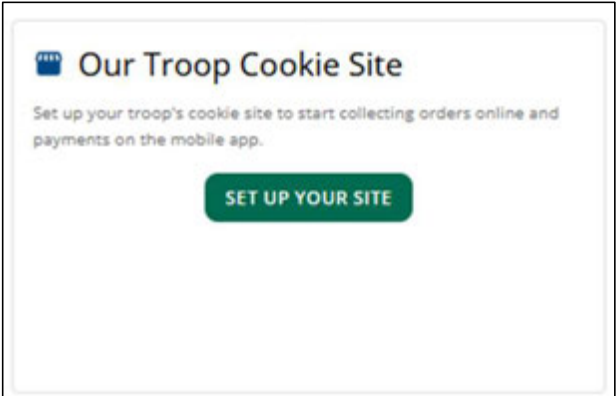 Our Troop Cookie Site
Set up your troop's cookie site to start collecting orders online and
payments on the mobile app.
SET UP YOUR SITE